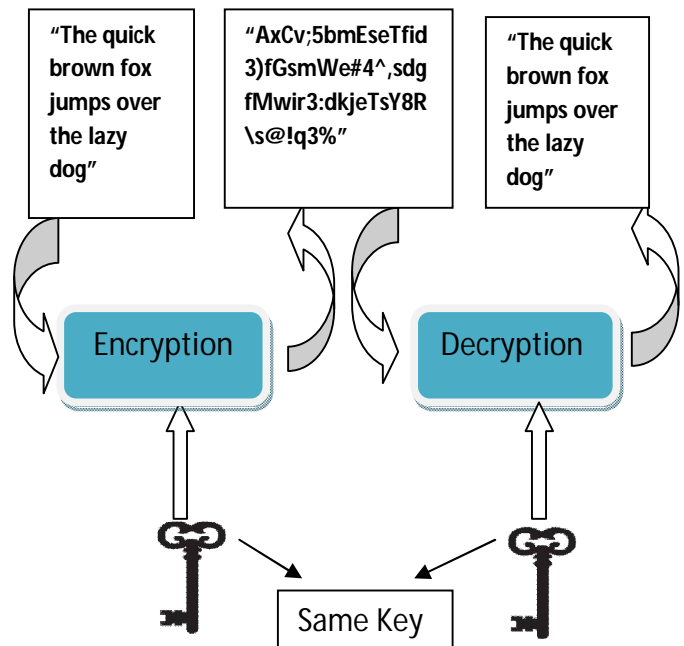 “The quick
brown fox
jumps over
the lazy
dog”
“AxCv;5bmEseTfid
3)fGsmWe#4^,sdg
fMwir3:dkjeTsY8R
\s@!q3%”
“The quick
brown fox
jumps over
the lazy
dog”
Encryption
Decryption
Same Key